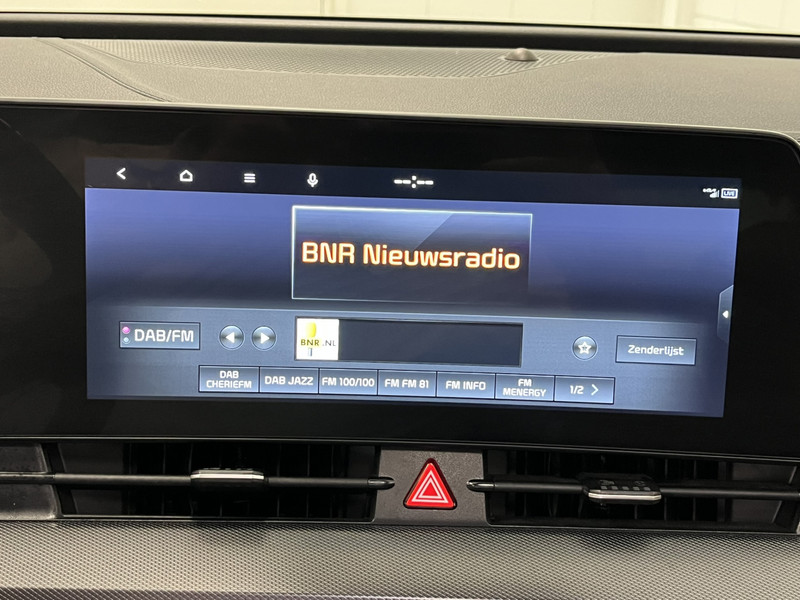 LIVE
BNR Nieuwsradio
DAB/FM
BNR.NL
Zenderlijst
DAB CHERIEFM
DAB JAZZ
FM 100/100
FM FM 81
FM INFO
FM MENERGY
1/2